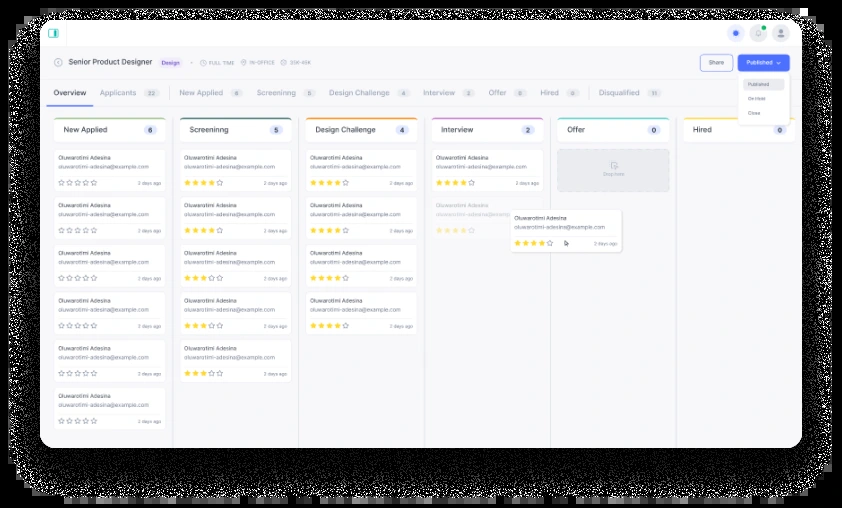 Senior Product Designer Design FULL TIME IN-OFFICE Share Published
Published
On Hold
Close
Overview Applicants 22 New Applied 6 Screeninng 5 Design Challenge 4 Interview 2 Offer 0 Hired 0 Disqualified
New Applied 6
Oluwarotimi Adesina
oluwarotimi-adesina@example.com
2 days ago
Oluwarotimi Adesina
oluwarotimi-adesina@example.com
2 days ago
Oluwarotimi Adesina
oluwarotimi-adesina@example.com
2 days ago
Oluwarotimi Adesina
oluwarotimi-adesina@example.com
2 days ago
Oluwarotimi Adesina
oluwarotimi-adesina@example.com
2 days ago
Oluwarotimi Adesina
oluwarotimi-adesina@example.com
2 days ago
Screeninng 5
Oluwarotimi Adesina
oluwarotimi-adesina@example.com
2 days ago
Oluwarotimi Adesina
oluwarotimi-adesina@example.com
2 days ago
Oluwarotimi Adesina
oluwarotimi-adesina@example.com
2 days ago
Oluwarotimi Adesina
oluwarotimi-adesina@example.com
2 days ago
Oluwarotimi Adesina
oluwarotimi-adesina@example.com
2 days ago
Design Challenge 4
Oluwarotimi Adesina
oluwarotimi-adesina@example.com
2 days ago
Oluwarotimi Adesina
oluwarotimi-adesina@example.com
2 days ago
Oluwarotimi Adesina
oluwarotimi-adesina@example.com
2 days ago
Oluwarotimi Adesina
oluwarotimi-adesina@example.com
2 days ago
Interview 2
Oluwarotimi Adesina
oluwarotimi-adesina@example.com
2 days ago
Oluwarotimi Adesina
Oluwarotimi Adesina
oluwarotimi-adesina@example.com
2 days ago
Offer 0
Drop here
Hired 0